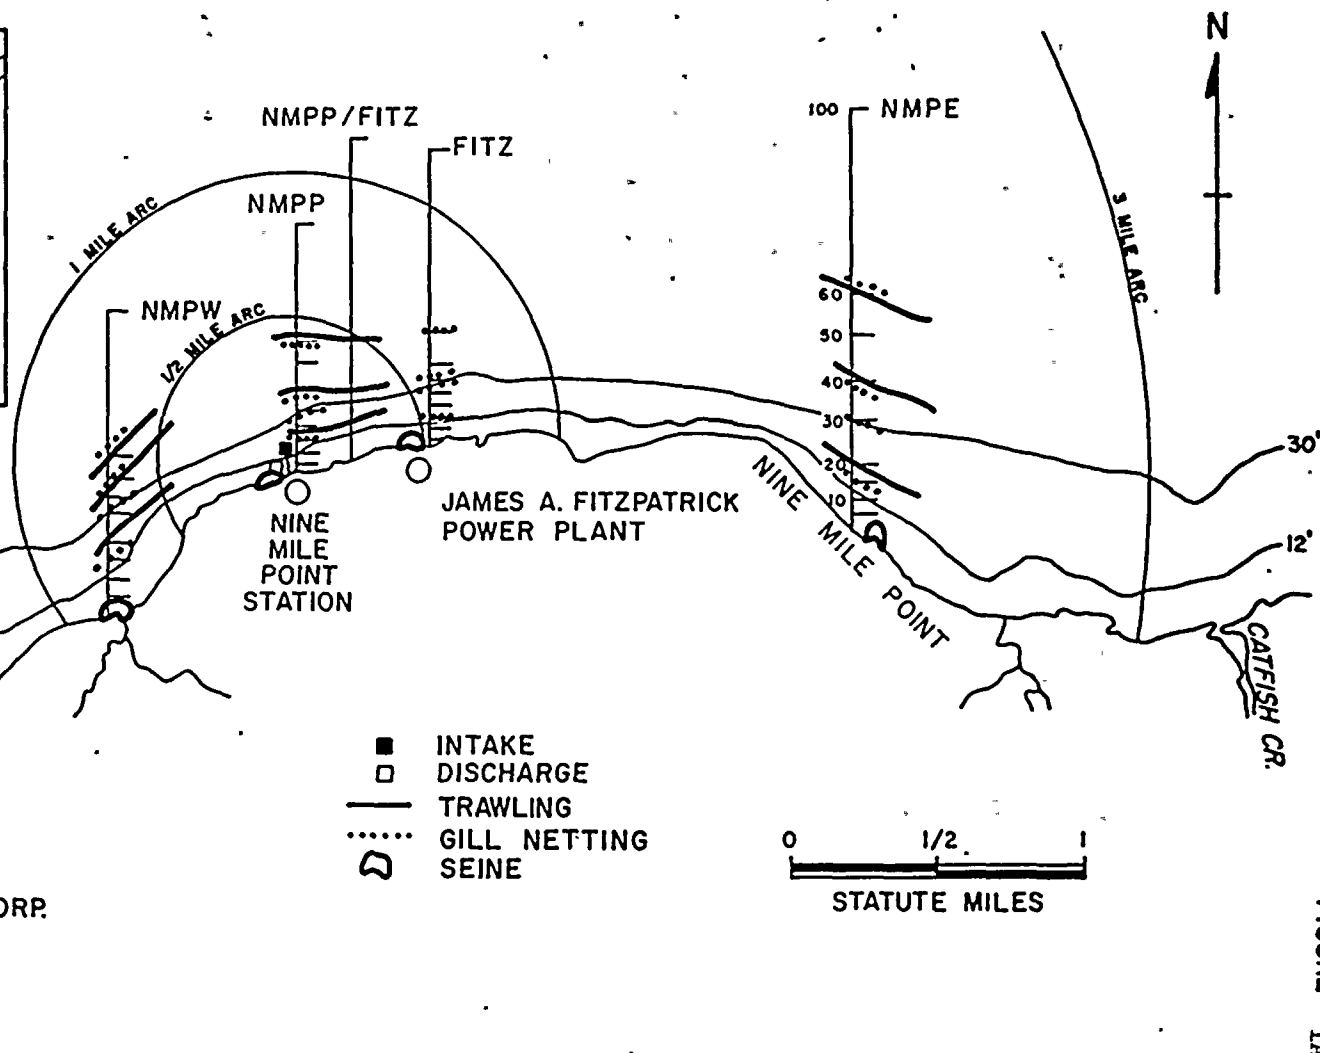 N
NMPP/FITZ
100 NMPE
FITZ
NMPP
1 MILE ARC
3 MILE ARC
NMPW
1/2 MILE ARC
60
50
40
30
20
10
30'
12'
NINE MILE POINT
JAMES A. FITZPATRICK
POWER PLANT
NINE
MILE
POINT
STATION
CATFISH CR.
INTAKE
DISCHARGE
TRAWLING
GILL NETTING
SEINE
0 1/2 1
STATUTE MILES
ORP.